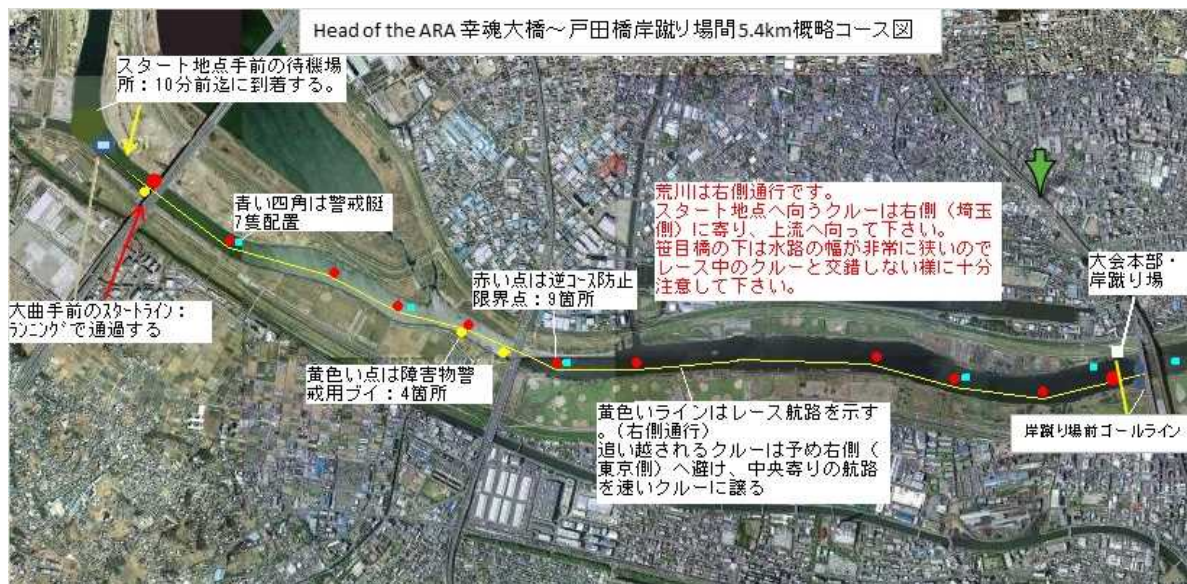 Head of the ARA 幸魂大橋～戸田橋岸蹴り場間5.4km概略コース図
スタート地点手前の待機場
所：10分前迄に到着する。
青い四角は警戒艇
7隻配置
荒川は右側通行です。
スタート地点へ向うクルーは右側（埼玉
側）に寄り、上流へ向って下さい。
笹目橋の下は水路の幅が非常に狭いので
レース中のクルーと交錯しない様に十分
注意して下さい。
大会本部・
岸蹴り場
赤い点は逆ｺｰｽ防止
限界点：9箇所
大曲手前のｽﾀｰﾄﾗｲﾝ：
ﾗﾝﾆﾝｸﾞで通過する
黄色い点は障害物警
戒用ブイ：4箇所
黄色いラインはレース航路を示す
。（右側通行）
追い越されるクルーは予め右側（
東京側）へ避け、中央寄りの航路
を速いクルーに譲る
岸蹴り場前ゴールライン